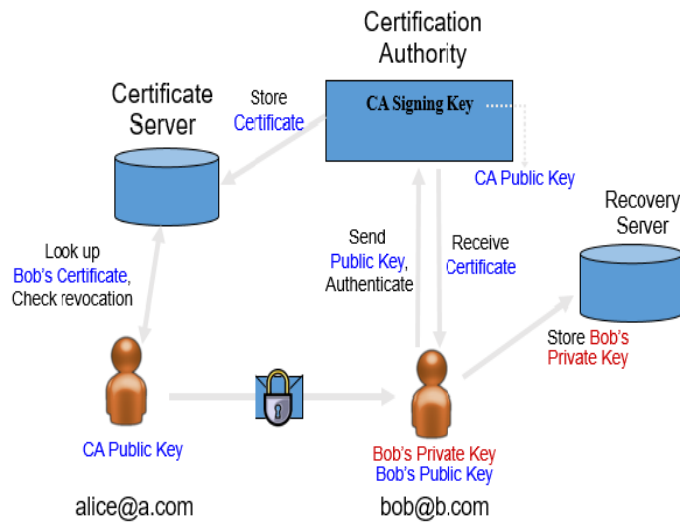 Certification
Authority
Certificate
Server
Store
Certificate
CA Signing Key
CA Public Key
Recovery
Server
Look up
Bob's Certificate,
Check revocation
Send
Public Key,
Authenticate
Receive
Certificate
Store Bob's
Private Key
CA Public Key
Bob's Private Key
Bob's Public Key
alice@a.com
bob@b.com